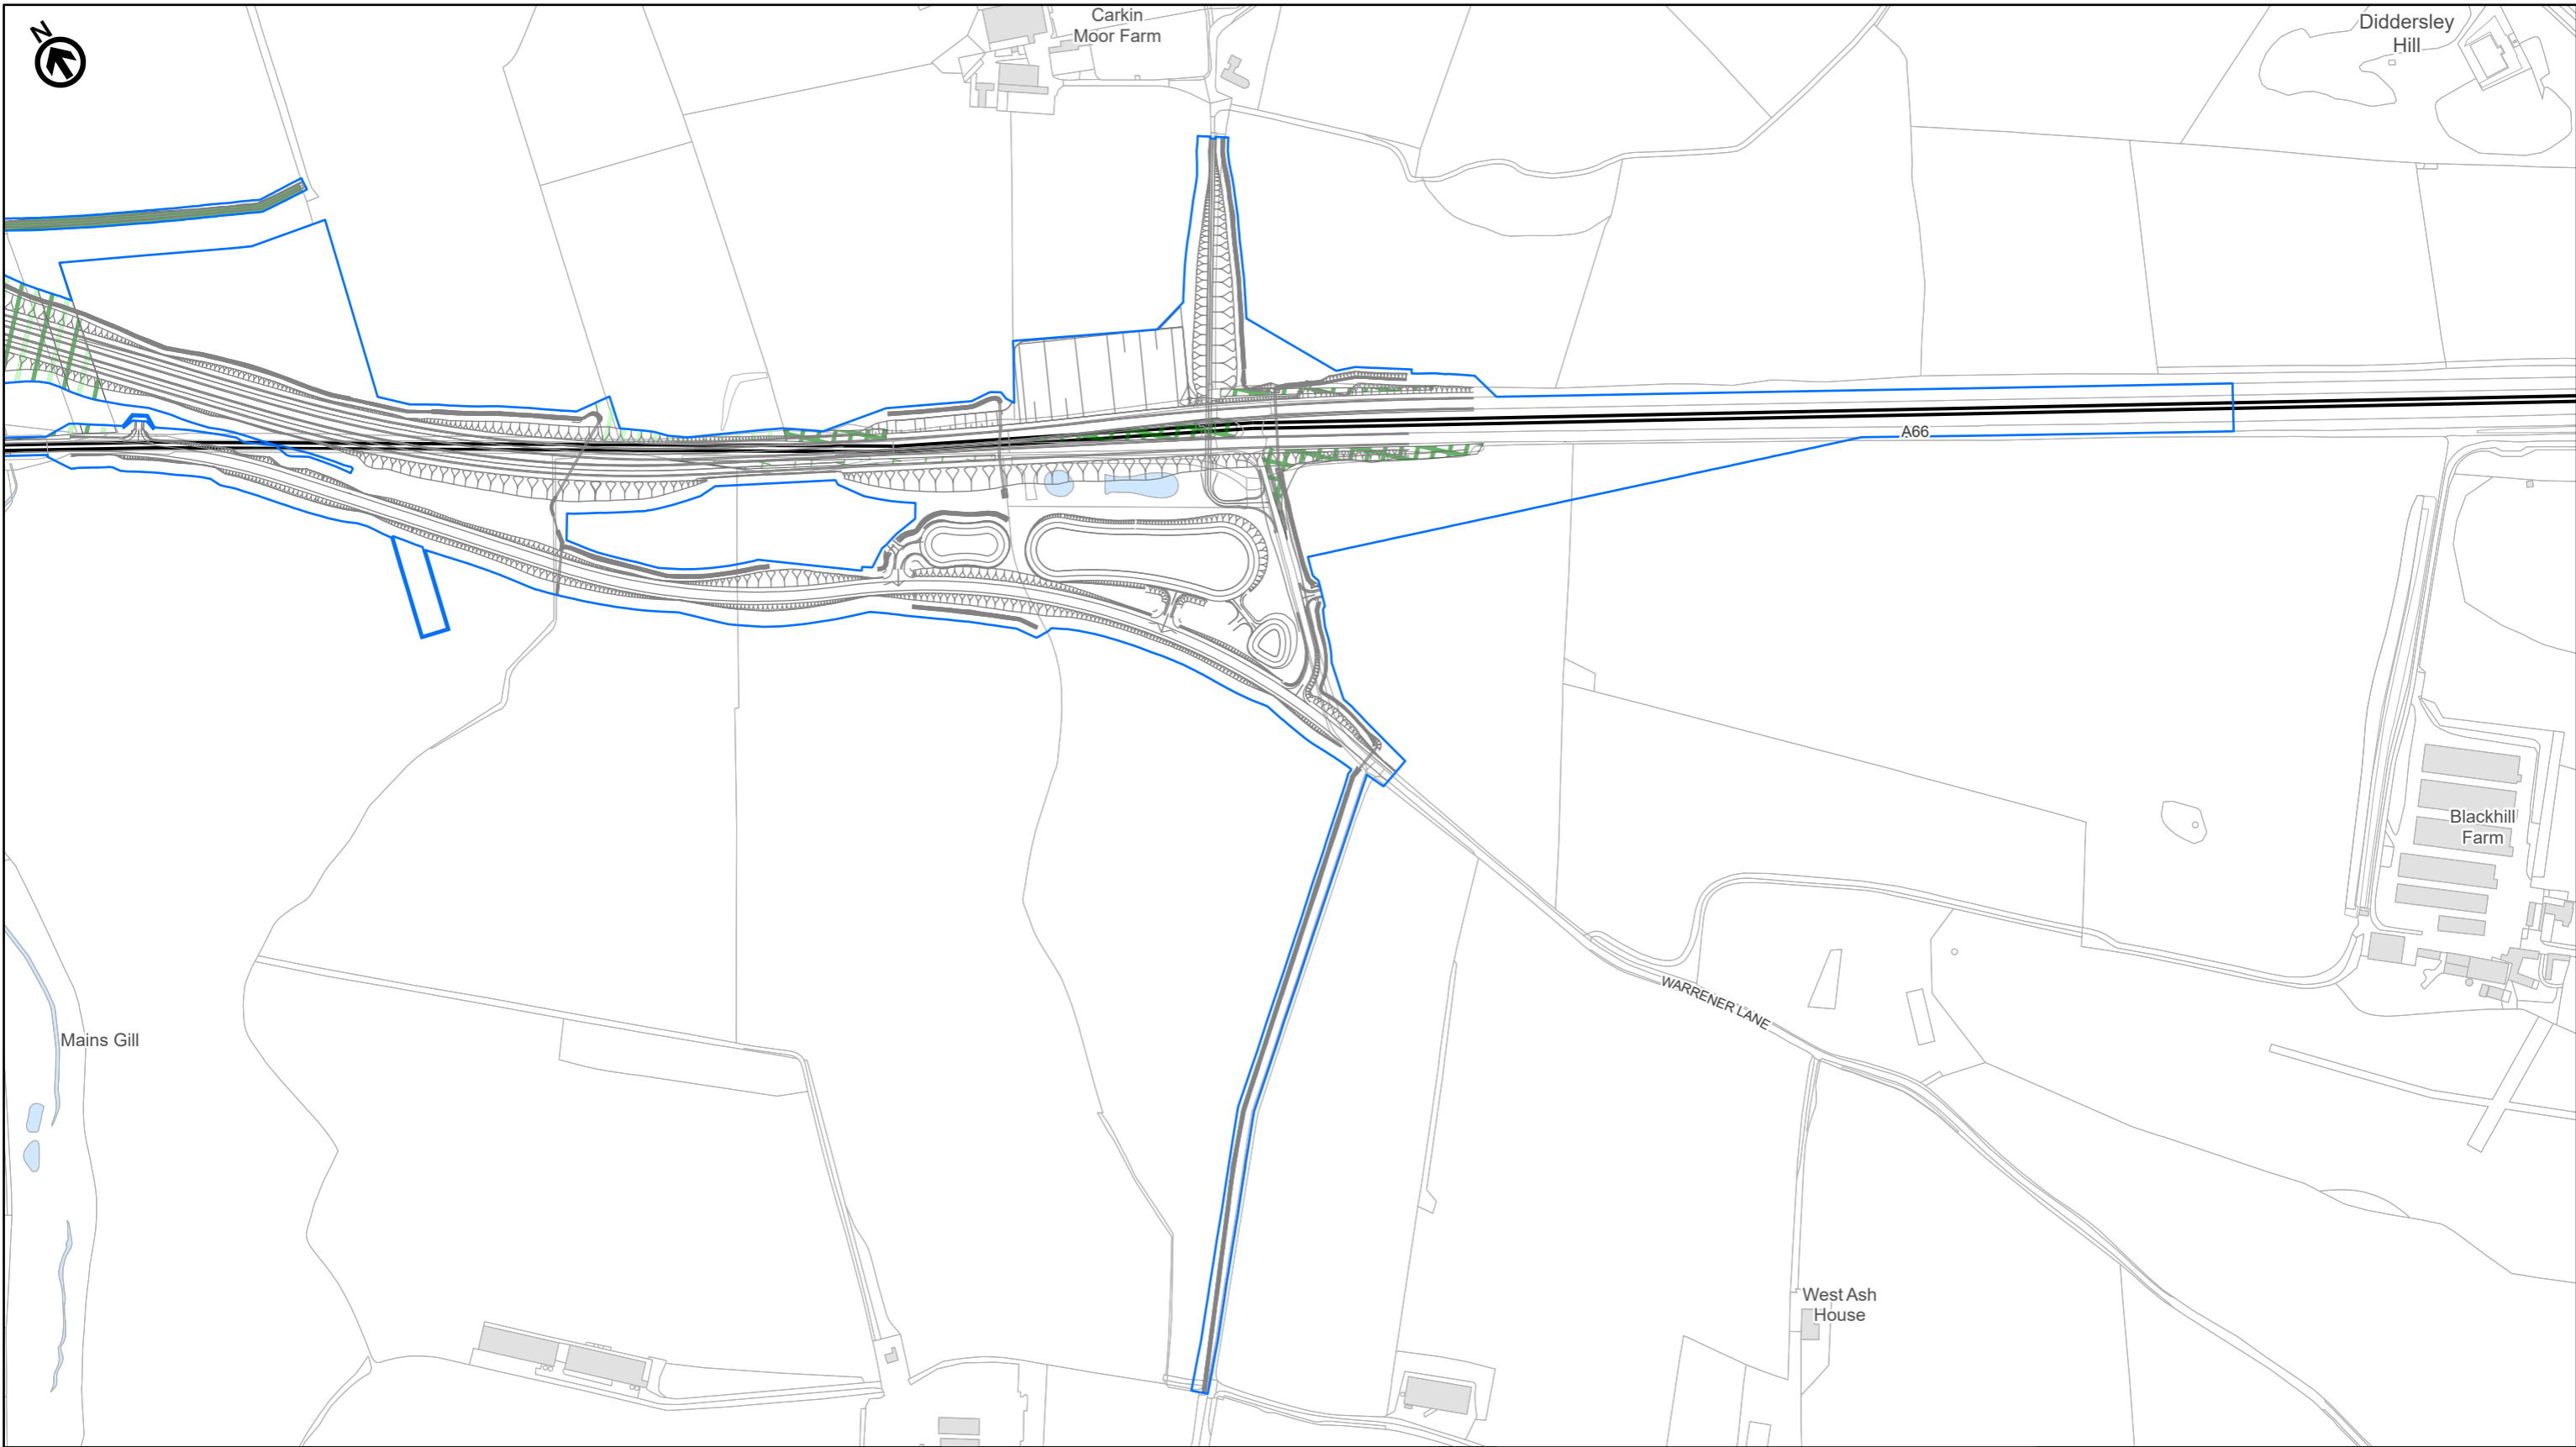 N
Carkin
Moor Farm
Diddersley
Hill
A66
Blackhill
Farm
WARRENER LANE
Mains Gill
West Ash
House